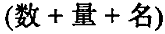 (数 + 量 + 名)